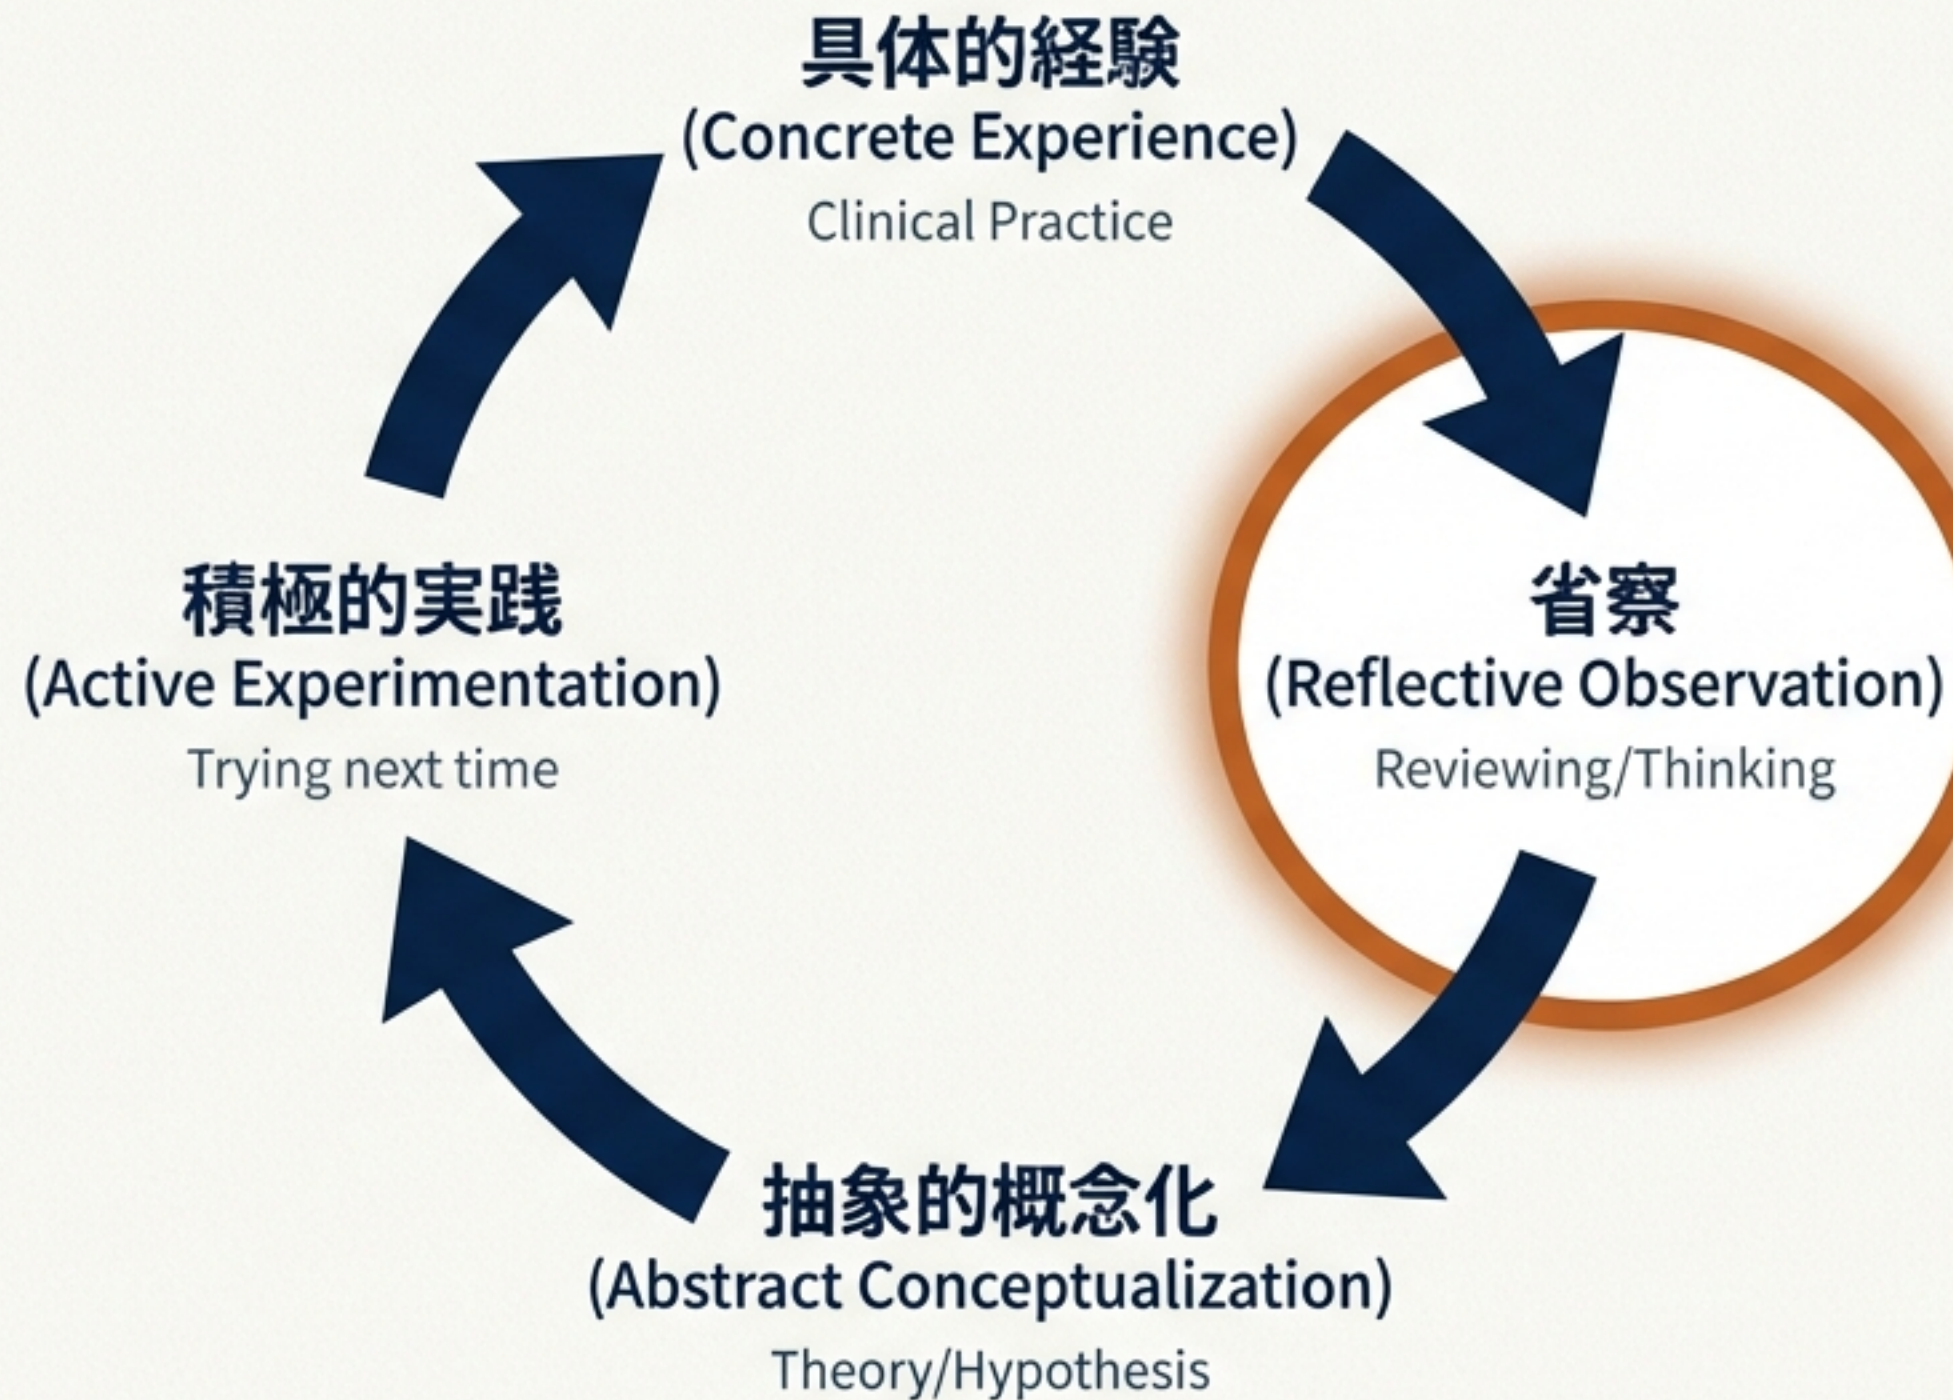 具体的経験
(Concrete Experience)
Clinical Practice
積極的実践
(Active Experimentation)
Trying next time
省察
(Reflective Observation)
Reviewing/Thinking
抽象的概念化
(Abstract Conceptualization)
Theory/Hypothesis